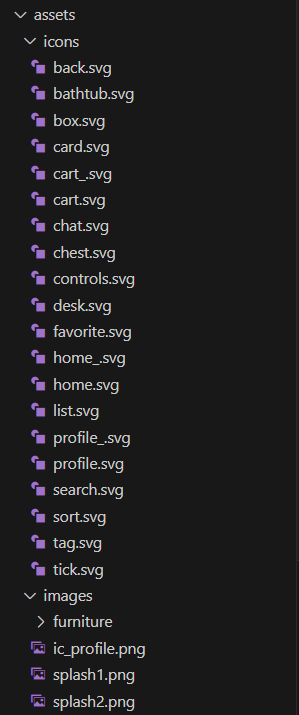 assets
icons
back.svg
bathtub.svg
box.svg
card.svg
cart_.svg
cart.svg
chat.svg
chest.svg
controls.svg
desk.svg
favorite.svg
home_.svg
home.svg
list.svg
profile_.svg
profile.svg
search.svg
sort.svg
tag.svg
tick.svg
images
furniture
ic_profile.png
splash1.png
splash2.png